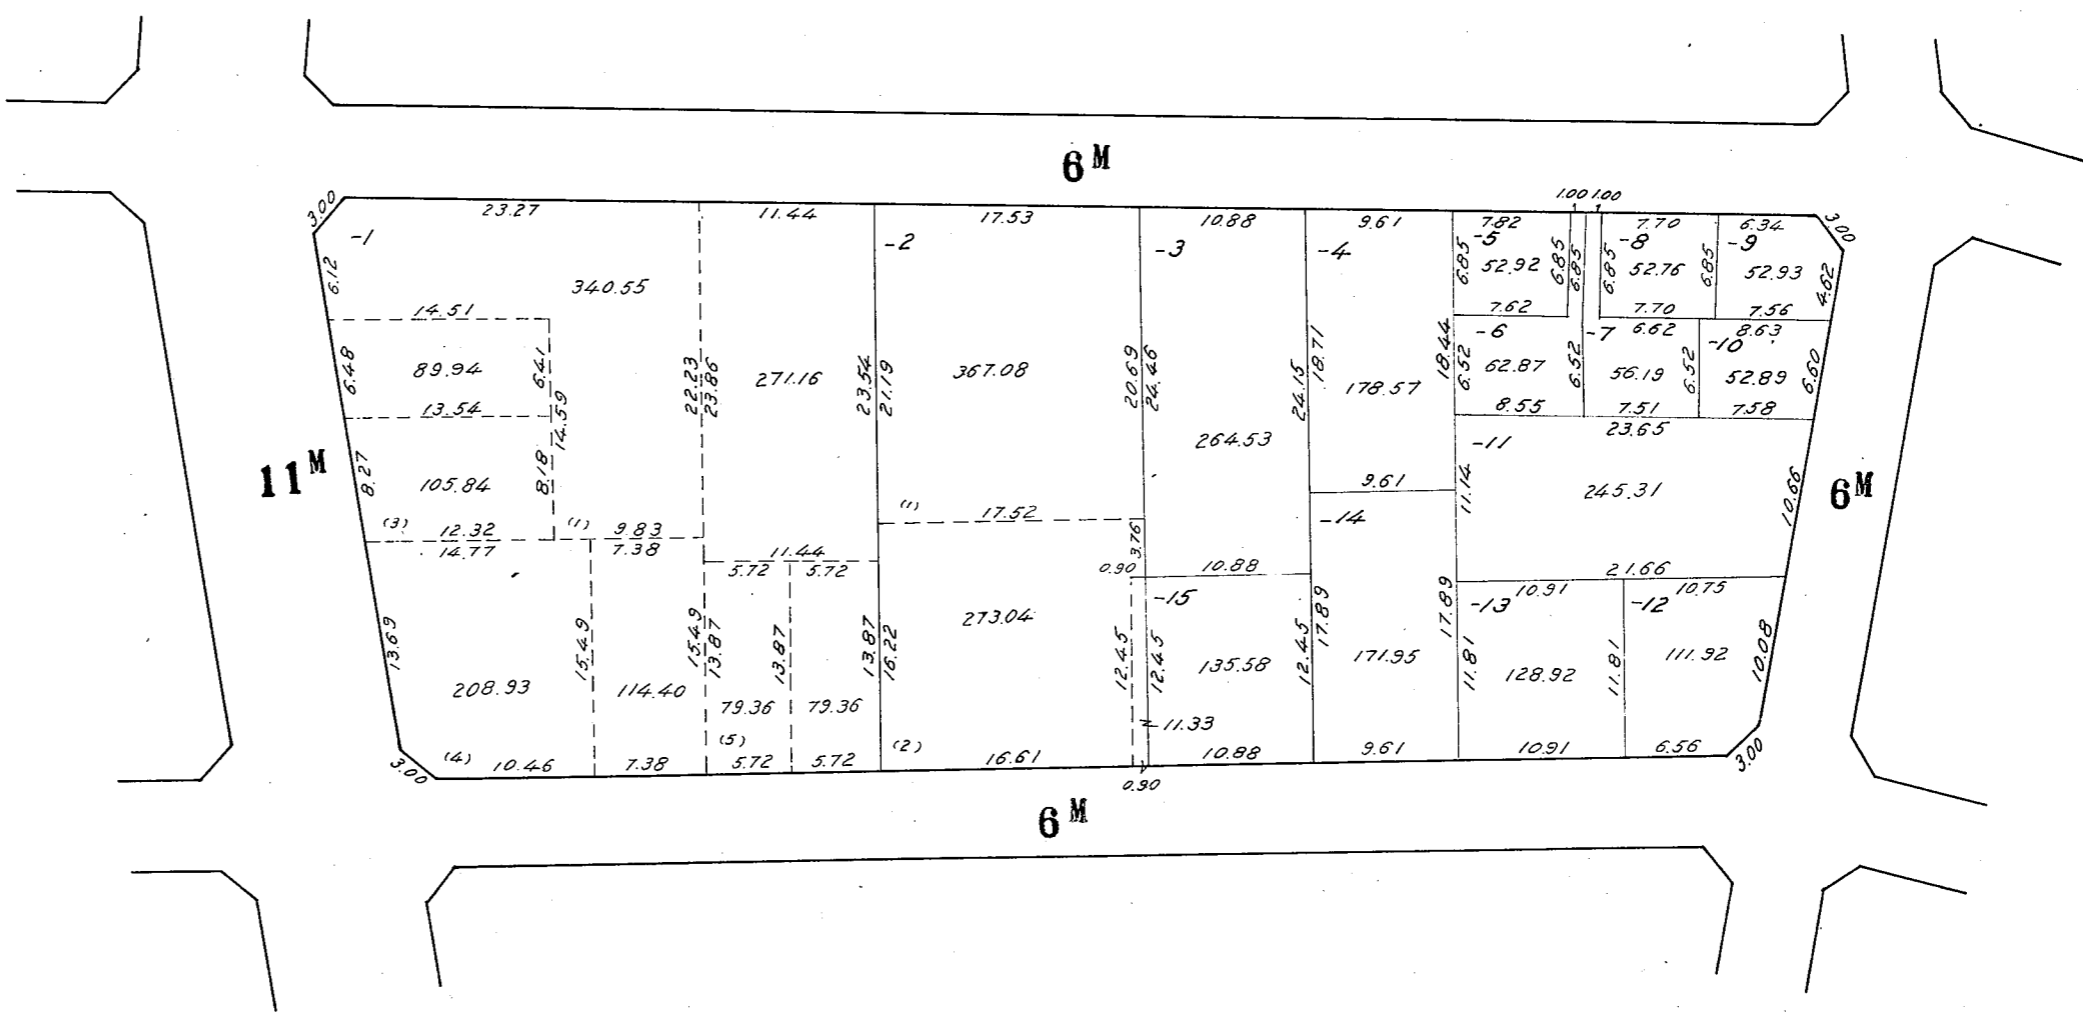 6M
1.00 1.00
3.00 23.27 11.44 17.53 10.88 9.61 7.82 7.70 6.34 3.00
-1 -2 -3 -4 -5 -8 -9
6.12 340.55 6.85 52.92 6.85 6.85 6.85 52.76 6.85 52.93 4.62
14.51 7.62 7.70 7.56
-6 -7 6.62 8.63
-10
6.48 89.94 6.41 22.23 23.86 271.16 23.54 21.19 367.08 20.69 24.46 24.15 18.71 178.57 18.44 6.52 62.87 6.52 56.19 6.52 52.89 6.60
13.54 14.59 8.55 7.51 7.58
23.65
264.53 -11
11M 8.27 105.84 8.18 9.61 11.14 245.31 10.66 6M
(3) 12.32 (1) 9.83 (1) 17.52 -14
14.77 7.38 11.44 3.76
5.72 5.72 0.90 10.88 21.66
-15 10.91 10.75
-13 -12
13.69 15.49 15.49 13.87 13.87 13.87 16.22 273.04 12.45 12.45 135.58 12.45 17.89 171.95 17.89 11.81 128.92 11.81 111.92 10.08
208.93 114.40 79.36 79.36
11.33
(5) (2)
3.00 (4) 10.46 7.38 5.72 5.72 16.61 10.88 9.61 10.91 6.56 3.00
0.90
6M